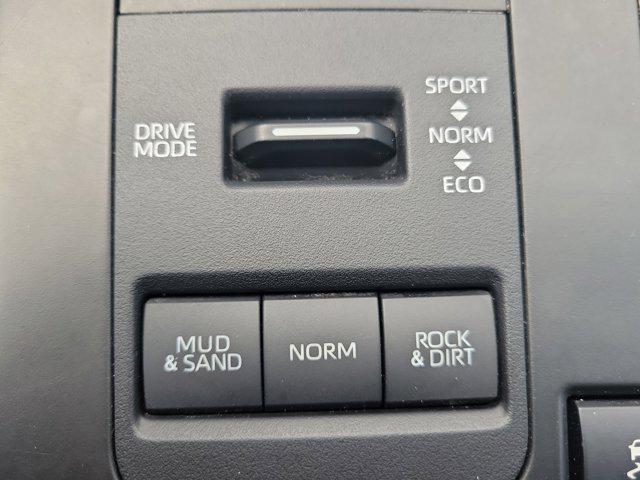 SPORT
DRIVE
MODE
NORM
ECO
MUD
& SAND
NORM
ROCK
& DIRT